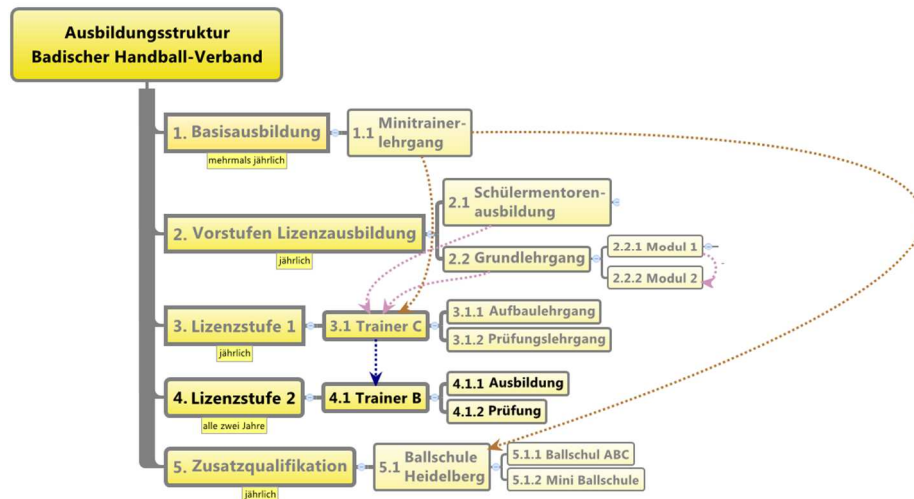 Ausbildungsstruktur
Badischer Handball-Verband
1. Basisausbildung
mehrmals jährlich
1.1 Minitrainer-
lehrgang
2. Vorstufen Lizenzausbildung
jährlich
2.1 Schülermentoren-
ausbildung
2.2 Grundlehrgang
2.2.1 Modul 1
2.2.2 Modul 2
3. Lizenzstufe 1
jährlich
3.1 Trainer C
3.1.1 Aufbaulehrgang
3.1.2 Prüfungslehrgang
4. Lizenzstufe 2
alle zwei Jahre
4.1 Trainer B
4.1.1 Ausbildung
4.1.2 Prüfung
5. Zusatzqualifikation
jährlich
5.1 Ballschule
Heidelberg
5.1.1 Ballschul ABC
5.1.2 Mini Ballschule